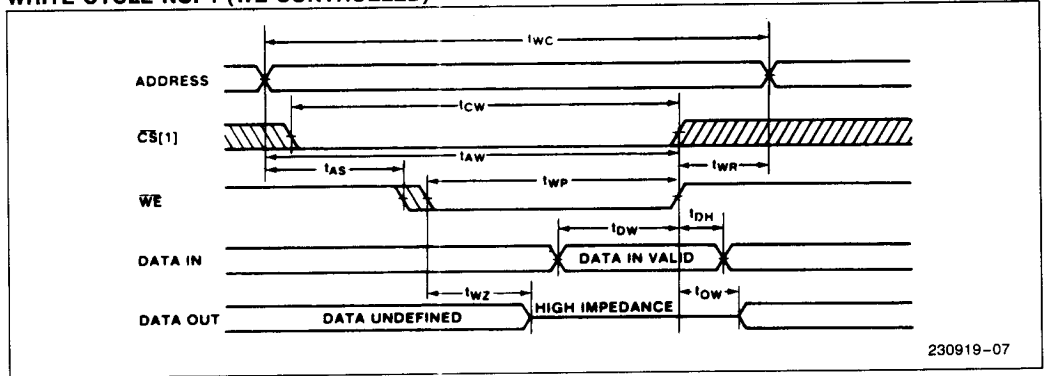 WRITE CYCLE NO. 1 (WE CONTROLLED)
tWC
ADDRESS
tCW
CS[1]
tAW
tAS
tWR
tWP
WE
tDW
tDH
DATA IN
DATA IN VALID
tWZ
HIGH IMPEDANCE
tOW
DATA OUT
DATA UNDEFINED
230919-07